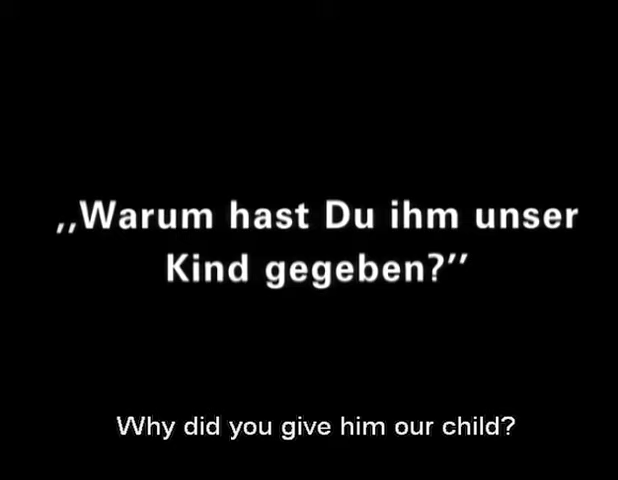 ,,Warum hast Du ihm unser
Kind gegeben?’’
Why did you give him our child?